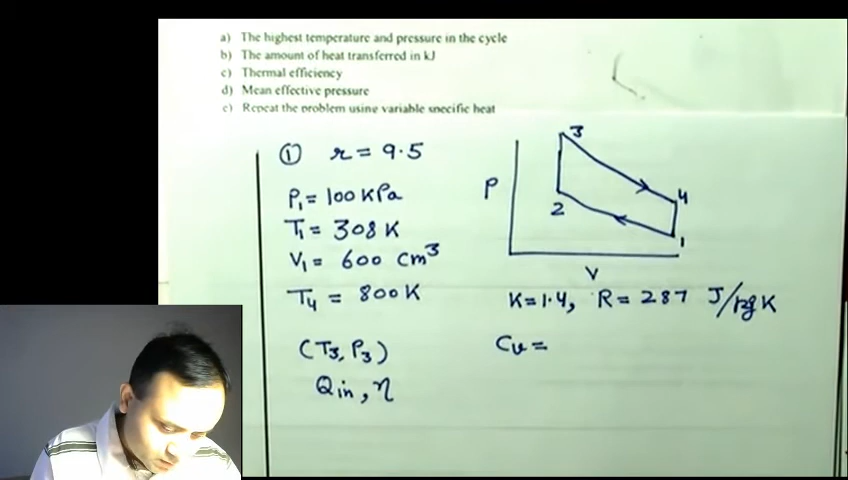 a) The highest temperature and pressure in the cycle
b) The amount of heat transferred in kJ
c) Thermal efficiency
d) Mean effective pressure
e) Repeat the problem using variable specific heat
① r = 9.5
P₁ = 100 KPa
T₁ = 308 K
V₁ = 600 cm³
T₄ = 800 K
(T₃, P₃)
Qin, η
P
3
4
2
1
V
K = 1.4, R = 287 J/kg K
Cv =